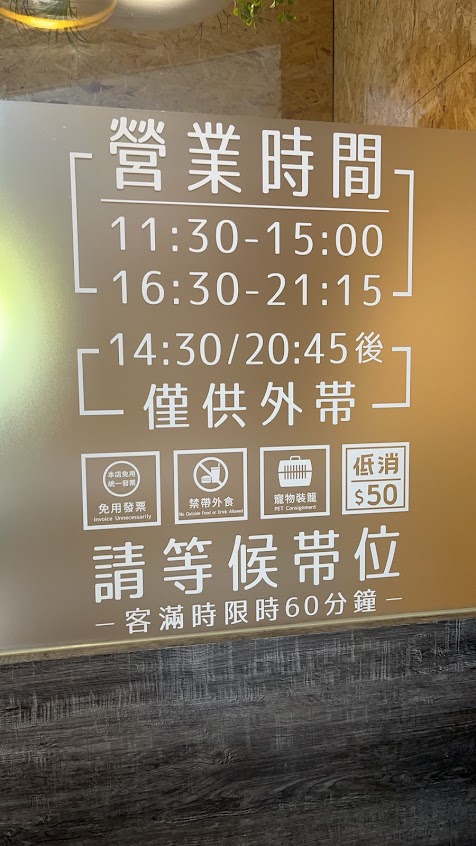 營業時間
11:30-15:00
16:30-21:15
14:30/20:45後
僅供外帯
本店免用
統一發票
免用發票
Invoice Unnecessarily
禁帶外食
No Outside Food or Drink Allowed
寵物裝籠
PET Consignment
低消
$50
請等候帯位
－客滿時限時60分鐘－